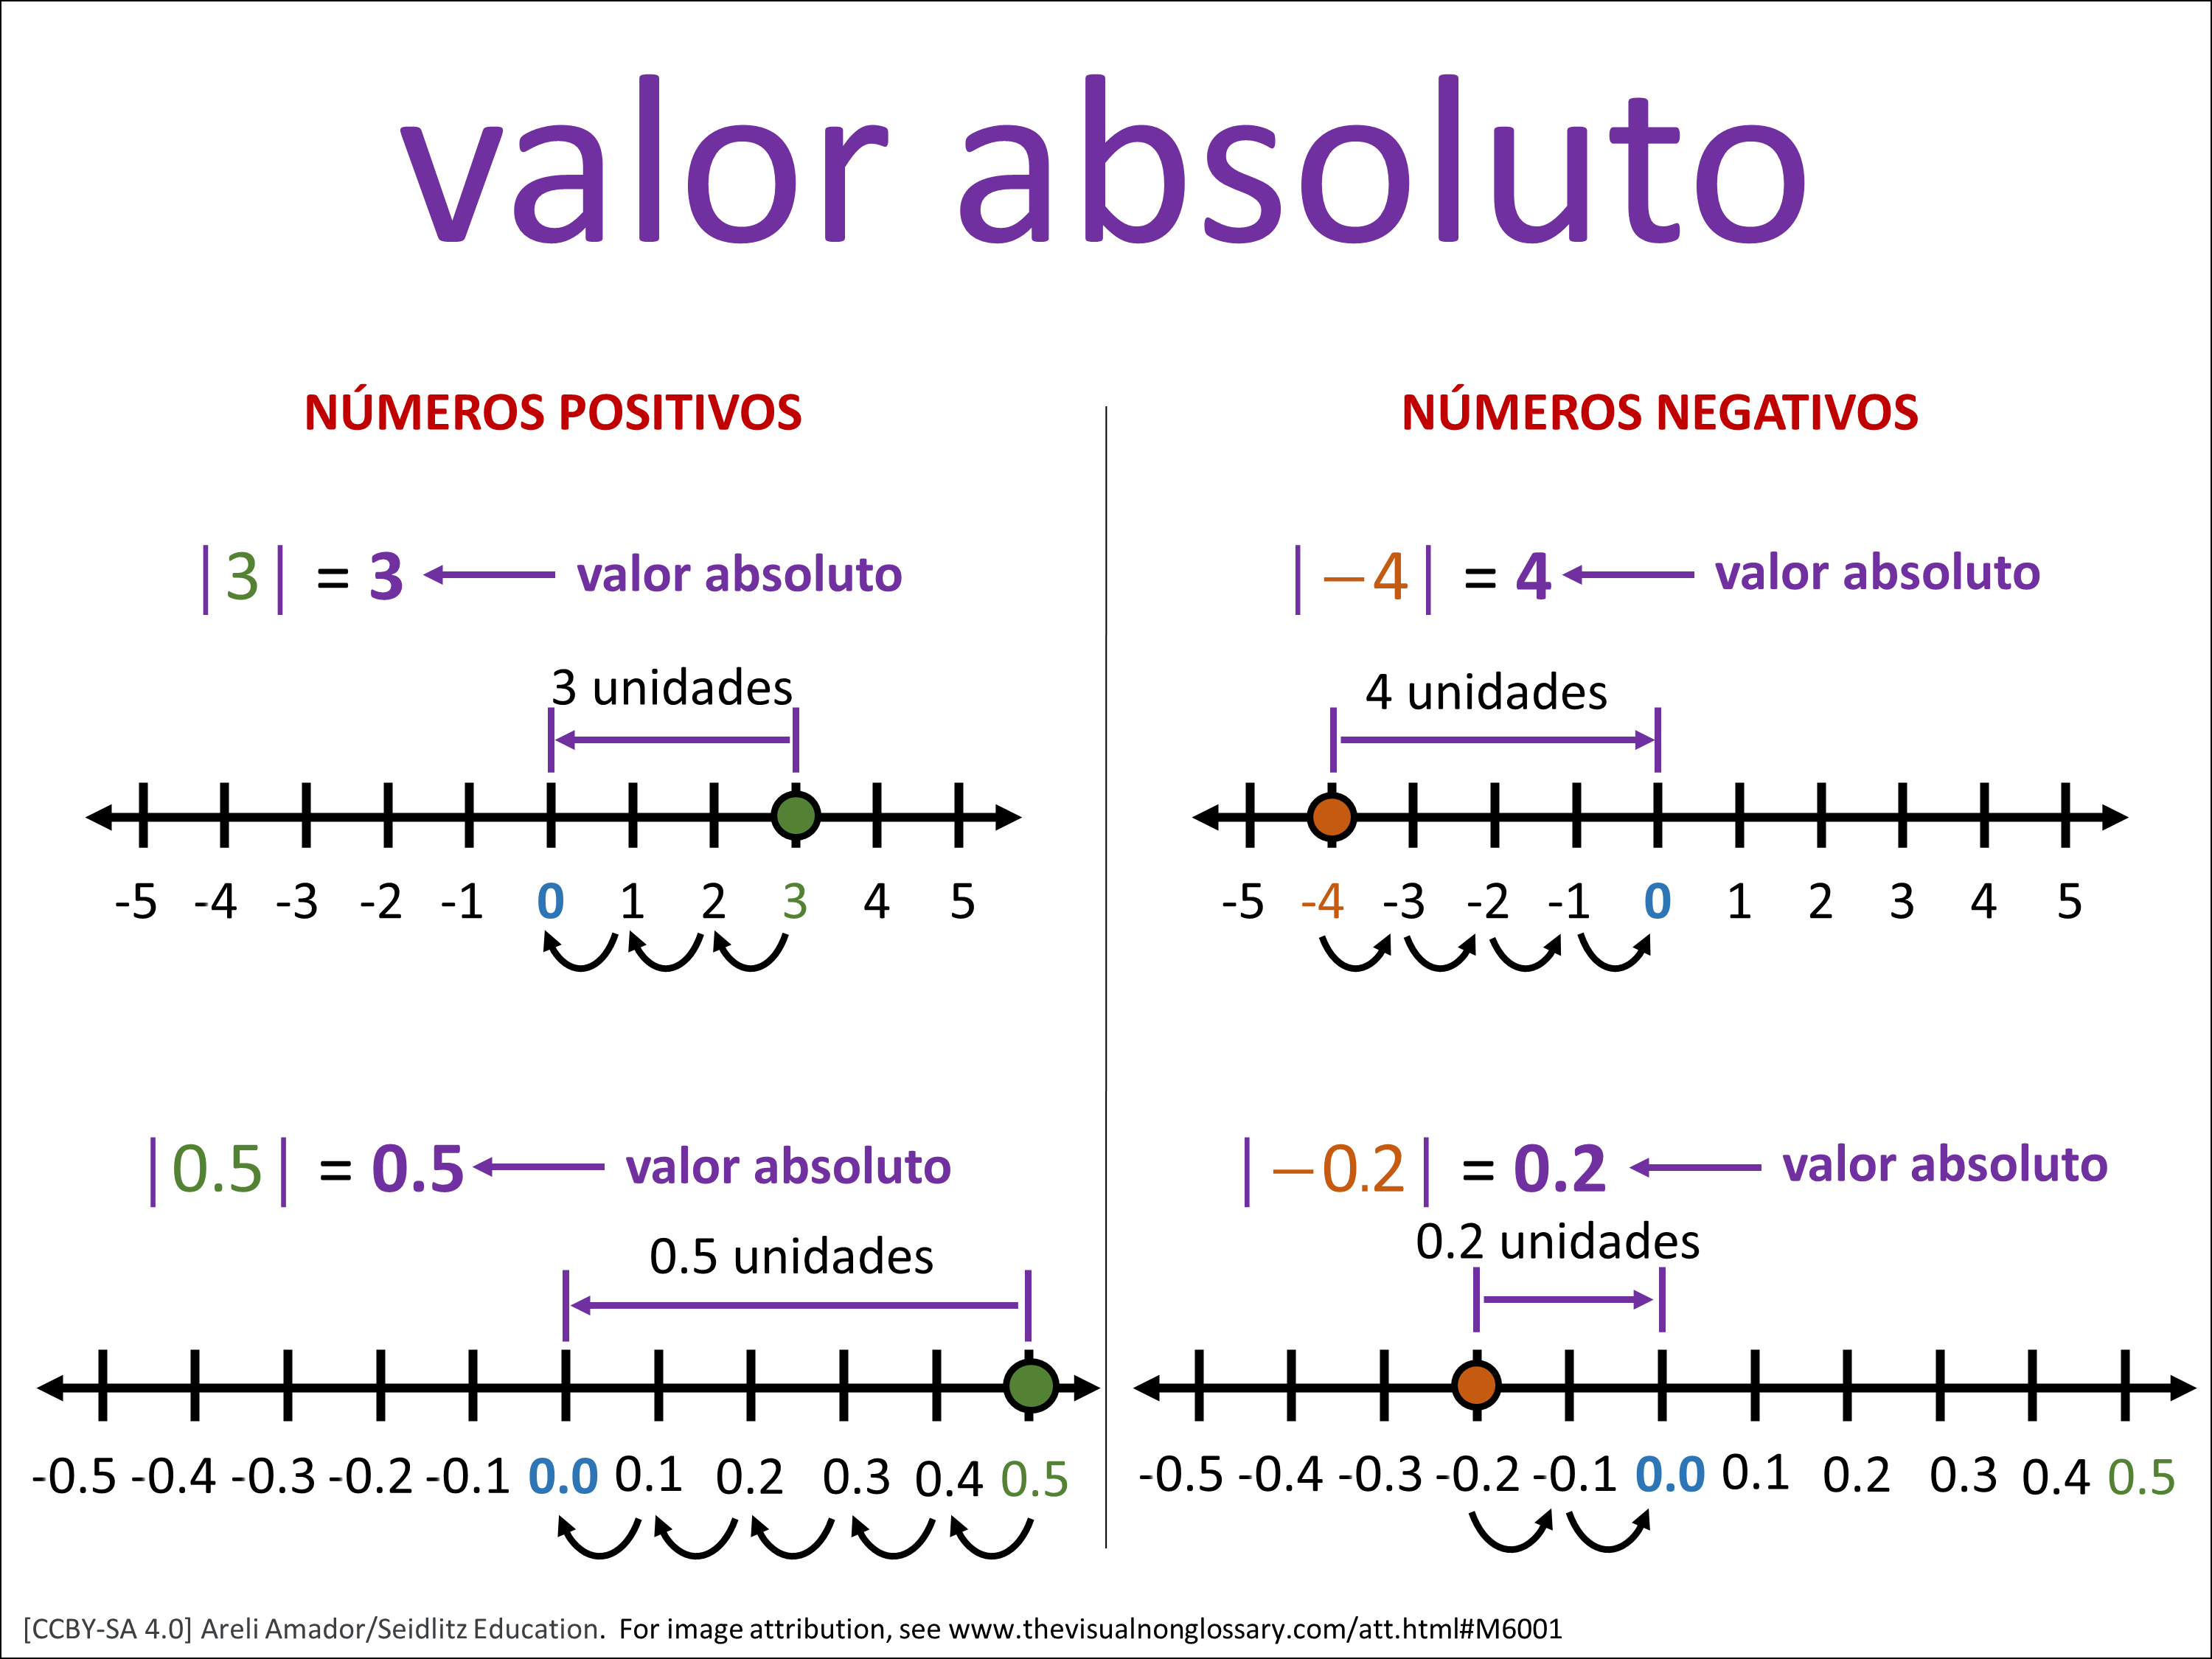 valor absoluto
NÚMEROS POSITIVOS
|3| = 3 valor absoluto
3 unidades
-5 -4 -3 -2 -1 0 1 2 3 4 5
|0.5| = 0.5 valor absoluto
0.5 unidades
-0.5 -0.4 -0.3 -0.2 -0.1 0.0 0.1 0.2 0.3 0.4 0.5
NÚMEROS NEGATIVOS
|−4| = 4 valor absoluto
4 unidades
-5 -4 -3 -2 -1 0 1 2 3 4 5
|−0.2| = 0.2 valor absoluto
0.2 unidades
-0.5 -0.4 -0.3 -0.2 -0.1 0.0 0.1 0.2 0.3 0.4 0.5
[CCBY-SA 4.0] Areli Amador/Seidlitz Education. For image attribution, see www.thevisualnonglossary.com/att.html#M6001